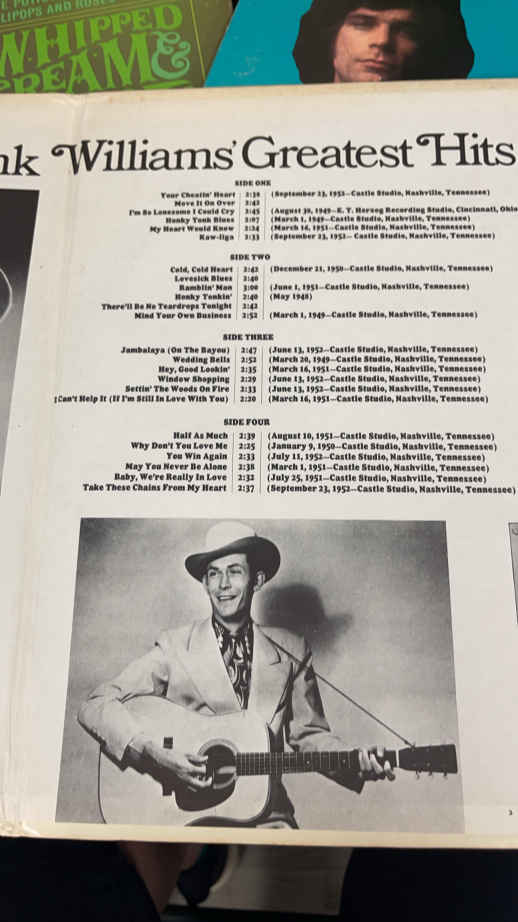 LIPOPS AND ROSES
WHIPPED
CREAM &
nk Williams' Greatest Hits
SIDE ONE
Your Cheatin' Heart 2:38 (September 23, 1952—Castle Studio, Nashville, Tennessee)
Move It On Over 2:42
I'm So Lonesome I Could Cry 2:45 (August 30, 1949—E. T. Herzog Recording Studio, Cincinnati, Ohio
Honky Tonk Blues (March 1, 1949—Castle Studio, Nashville, Tennessee)
My Heart Would Know 2:24 (March 16, 1951—Castle Studio, Nashville, Tennessee)
Kaw-liga 2:33 (September 23, 1952— Castle Studio, Nashville, Tennessee)
SIDE TWO
Cold, Cold Heart 2:42 (December 21, 1950—Castle Studio, Nashville, Tennessee)
Lovesick Blues 2:40
Ramblin' Man 3:00 (June 1, 1951—Castle Studio, Nashville, Tennessee)
Honky Tonkin' 2:40 (May 1948)
There'll Be No Teardrops Tonight 2:42
Mind Your Own Business 2:52 (March 1, 1949—Castle Studio, Nashville, Tennessee)
SIDE THREE
Jambalaya (On The Bayou) 2:47 (June 13, 1952—Castle Studio, Nashville, Tennessee)
Wedding Bells 2:52 (March 20, 1949—Castle Studio, Nashville, Tennessee)
Hey, Good Lookin' 2:35 (March 16, 1951—Castle Studio, Nashville, Tennessee)
Window Shopping 2:29 (June 13, 1952—Castle Studio, Nashville, Tennessee)
Settin' The Woods On Fire 2:33 (June 13, 1952—Castle Studio, Nashville, Tennessee)
I Can't Help It (If I'm Still In Love With You) 2:20 (March 16, 1951—Castle Studio, Nashville, Tennessee)
SIDE FOUR
Half As Much 2:39 (August 10, 1951—Castle Studio, Nashville, Tennessee)
Why Don't You Love Me 2:25 (January 9, 1950—Castle Studio, Nashville, Tennessee)
You Win Again 2:33 (July 11, 1952—Castle Studio, Nashville, Tennessee)
May You Never Be Alone 2:38 (March 1, 1951—Castle Studio, Nashville, Tennessee)
Baby, We're Really In Love 2:32 (July 25, 1951—Castle Studio, Nashville, Tennessee)
Take These Chains From My Heart 2:37 (September 23, 1952—Castle Studio, Nashville, Tennessee)
3